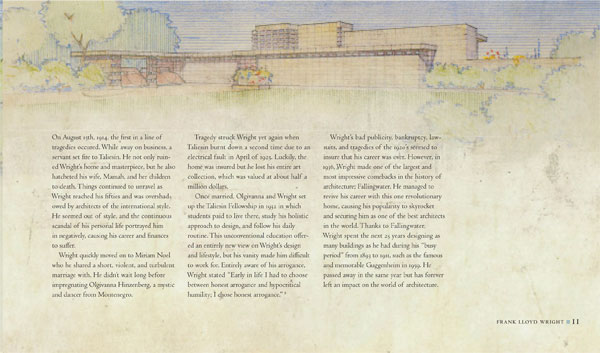 On August 15th, 1914, the first in a line of
tragedies occured. While away on business, a
servant set fire to Taliesin. He not only ruin-
ed Wright's home and masterpiece, but he also
hatcheted his wife, Mamah, and her children
to death. Things continued to unravel as
Wright reached his fifties and was overshad-
owed by architects of the international style.
He seemed out of style, and the continuous
scandal of his personal life portrayed him
in negatively, causing his career and finances
to suffer.
Wright quickly moved on to Miriam Noel
who he shared a short, violent, and turbulent
marriage with. He didn't wait long before
impregnating Olgivanna Hinzenberg, a mystic
and dancer from Montenegro.
Tragedy struck Wright yet again when
Taliesin burnt down a second time due to an
electrical fault in April of 1925. Luckily, the
home was insured but he lost his entire art
collection, which was valued at about half a
million dollars.
Once married, Olgivanna and Wright set
up the Taliesin Fellowship in 1932 in which
students paid to live there, study his holistic
approach to design, and follow his daily
routine. This unconventional education offer-
ed an entirely new view on Wright's design
and lifestyle, but his vanity made him difficult
to work for. Entirely aware of his arrogance,
Wright stated "Early in life I had to choose
between honest arrogance and hypocritical
humility; I chose honest arrogance."
Wright's bad publicity, bankruptcy, law-
suits, and tragedies of the 1920's seemed to
insure that his career was over. However, in
1936, Wright made one of the largest and
most impressive comebacks in the history of
architecture: Fallingwater. He managed to
revive his career with this one revolutionary
home, causing his popularity to skyrocket
and securing him as one of the best architects
in the world. Thanks to Fallingwater,
Wright spent the next 23 years designing as
many buildings as he had during his "busy
period" from 1893 to 1911, such as the famous
and memorable Guggenheim in 1959. He
passed away in the same year but has forever
left an impact on the world of architecture.
FRANK LLOYD WRIGHT 11